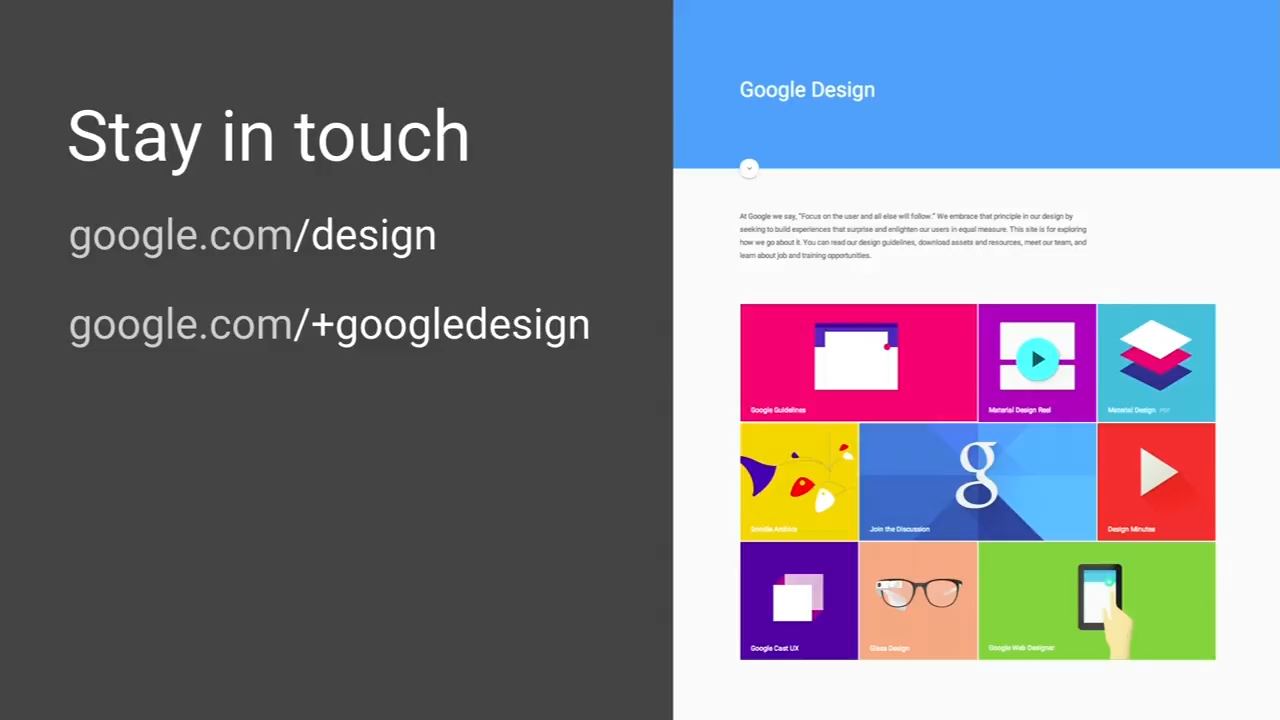 Stay in touch
google.com/design
google.com/+googledesign
Google Design
At Google we say, “Focus on the user and all else will follow.” We embrace that principle in our design by
seeking to build experiences that surprise and enlighten our users in equal measure. This site is for exploring
how we go about it. You can read our design guidelines, download assets and resources, meet our team, and
learn about job and training opportunities.
Google Guidelines
Material Design Reel
Material Design PDF
g
Join the Discussion
Design Minutes
Google Cast UX
Glass Design
Google Web Designer